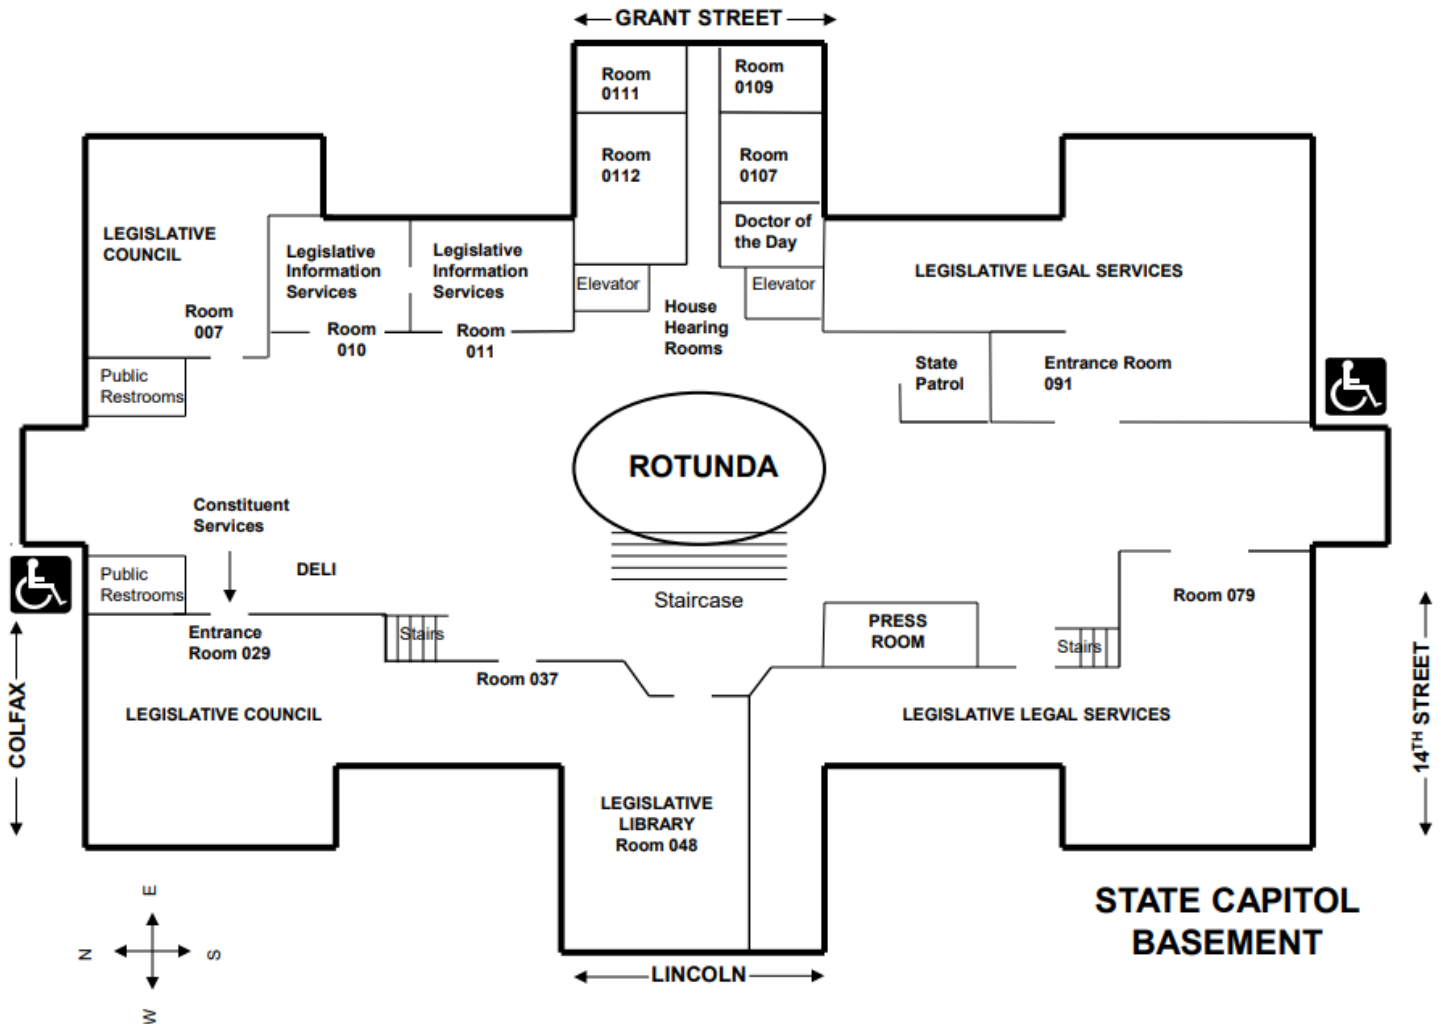 GRANT STREET
Room
0111
Room
0109
Room
0112
Room
0107
Doctor of
the Day
LEGISLATIVE
COUNCIL
Legislative
Information
Services
Legislative
Information
Services
Elevator
Elevator
LEGISLATIVE LEGAL SERVICES
Room
007
Room
010
Room
011
House
Hearing
Rooms
State
Patrol
Entrance Room
091
Public
Restrooms
ROTUNDA
Constituent
Services
DELI
Public
Restrooms
Staircase
Room 079
Entrance
Room 029
Stairs
PRESS
ROOM
Stairs
Room 037
LEGISLATIVE COUNCIL
LEGISLATIVE LEGAL SERVICES
COLFAX
14TH STREET
LEGISLATIVE
LIBRARY
Room 048
E
N
S
W
STATE CAPITOL
BASEMENT
LINCOLN